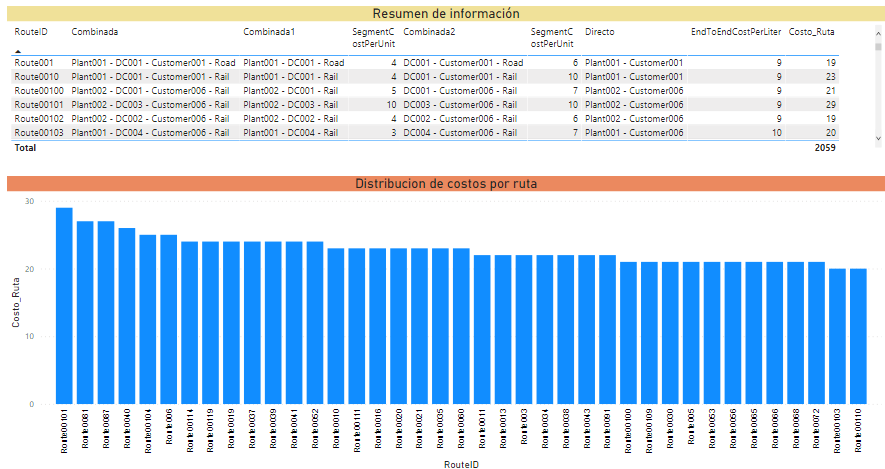 Resumen de información
RouteID Combinada Combinada1 SegmentC ostPerUnit Combinada2 SegmentC ostPerUnit Directo EndToEndCostPerLiter Costo_Ruta
Route001 Plant001 - DC001 - Customer001 - Road Plant001 - DC001 - Road 4 DC001 - Customer001 - Road 6 Plant001 - Customer001 9 19
Route0010 Plant001 - DC001 - Customer001 - Rail Plant001 - DC001 - Rail 4 DC001 - Customer001 - Rail 10 Plant001 - Customer001 9 23
Route00100 Plant002 - DC001 - Customer006 - Rail Plant002 - DC001 - Rail 5 DC001 - Customer006 - Rail 7 Plant002 - Customer006 9 21
Route00101 Plant002 - DC003 - Customer006 - Rail Plant002 - DC003 - Rail 10 DC003 - Customer006 - Rail 10 Plant002 - Customer006 9 29
Route00102 Plant002 - DC002 - Customer006 - Rail Plant002 - DC002 - Rail 4 DC002 - Customer006 - Rail 6 Plant002 - Customer006 9 19
Route00103 Plant001 - DC004 - Customer006 - Rail Plant001 - DC004 - Rail 3 DC004 - Customer006 - Rail 7 Plant001 - Customer006 10 20
Total 2059
Distribucion de costos por ruta
Costo_Ruta
30
20
10
0
Route00101
Route0081
Route0087
Route0040
Route00104
Route006
Route00114
Route00119
Route0019
Route0037
Route0039
Route0041
Route0052
Route0010
Route00111
Route0016
Route0020
Route0021
Route0035
Route0060
Route0011
Route0013
Route003
Route0034
Route0038
Route0043
Route0091
Route00100
Route00109
Route0030
Route005
Route0053
Route0056
Route0065
Route0066
Route0068
Route0072
Route00103
Route00110
RouteID